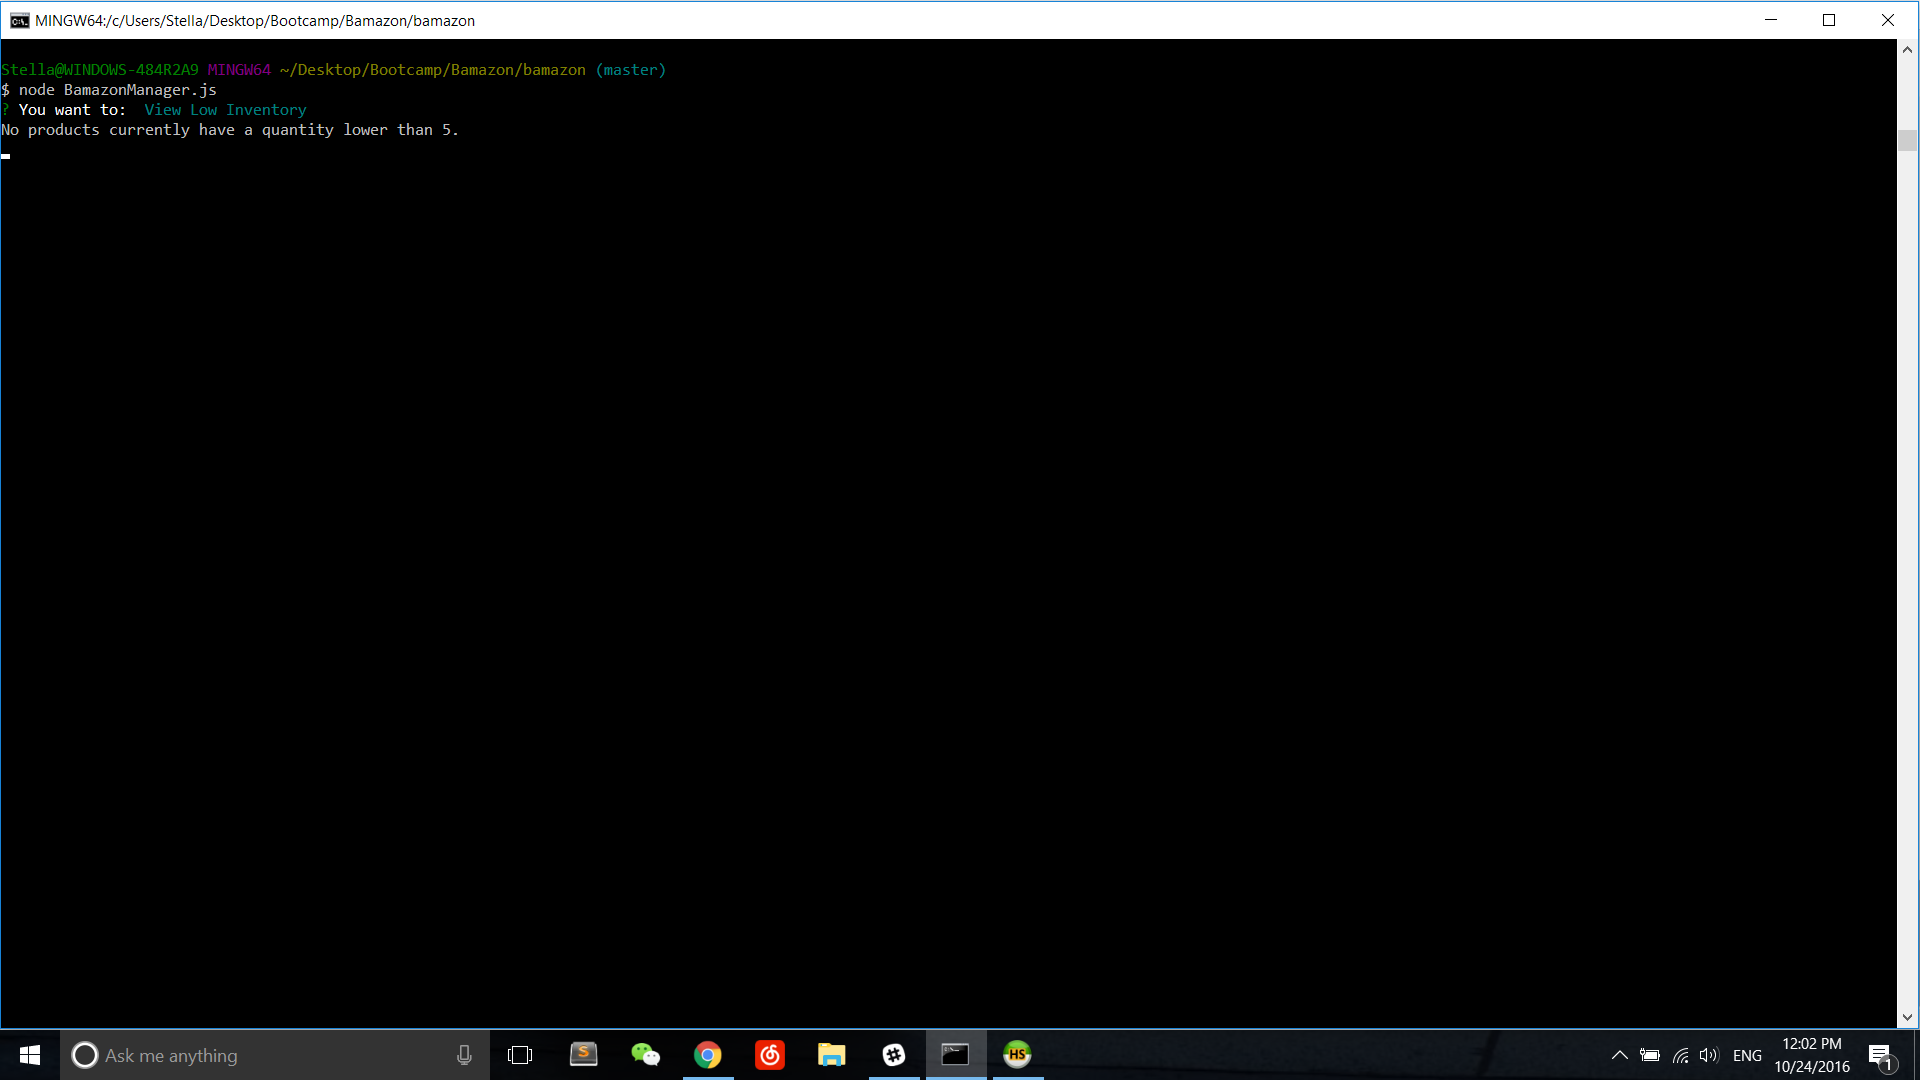 MINGW64:/c/Users/Stella/Desktop/Bootcamp/Bamazon/bamazon
Stella@WINDOWS-484R2A9 MINGW64 ~/Desktop/Bootcamp/Bamazon/bamazon (master)
$ node BamazonManager.js
? You want to:  View Low Inventory
No products currently have a quantity lower than 5.
Ask me anything
S
HS
ENG
12:02 PM
10/24/2016
1